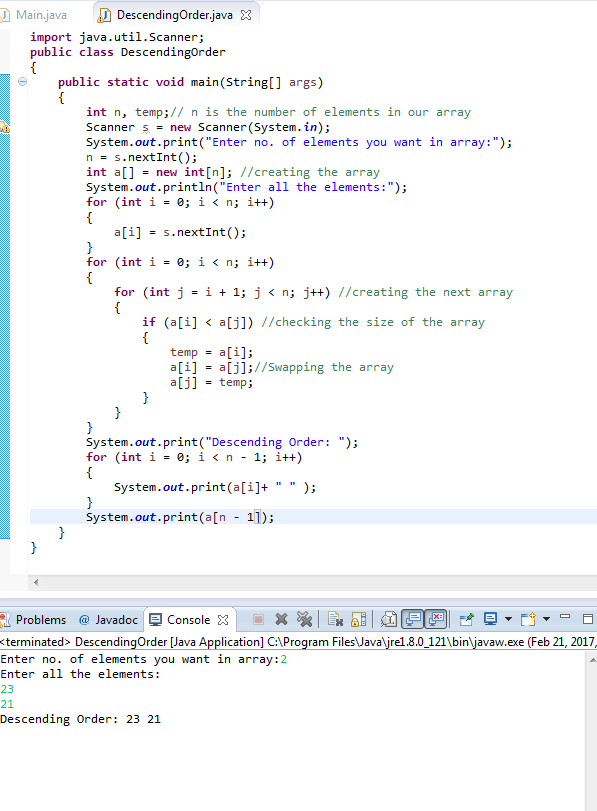 Main.java DescendingOrder.java
import java.util.Scanner;
public class DescendingOrder
{
    public static void main(String[] args)
    {
        int n, temp;// n is the number of elements in our array
        Scanner s = new Scanner(System.in);
        System.out.print("Enter no. of elements you want in array:");
        n = s.nextInt();
        int a[] = new int[n]; //creating the array
        System.out.println("Enter all the elements:");
        for (int i = 0; i < n; i++)
        {
            a[i] = s.nextInt();
        }
        for (int i = 0; i < n; i++)
        {
            for (int j = i + 1; j < n; j++) //creating the next array
            {
                if (a[i] < a[j]) //checking the size of the array
                {
                    temp = a[i];
                    a[i] = a[j];//Swapping the array
                    a[j] = temp;
                }
            }
        }
        System.out.print("Descending Order: ");
        for (int i = 0; i < n - 1; i++)
        {
            System.out.print(a[i]+ " " );
        }
        System.out.print(a[n - 1]);
    }
}
Problems @ Javadoc Console
<terminated> DescendingOrder [Java Application] C:\Program Files\Java\jre1.8.0_121\bin\javaw.exe (Feb 21, 2017,
Enter no. of elements you want in array:2
Enter all the elements:
23
21
Descending Order: 23 21